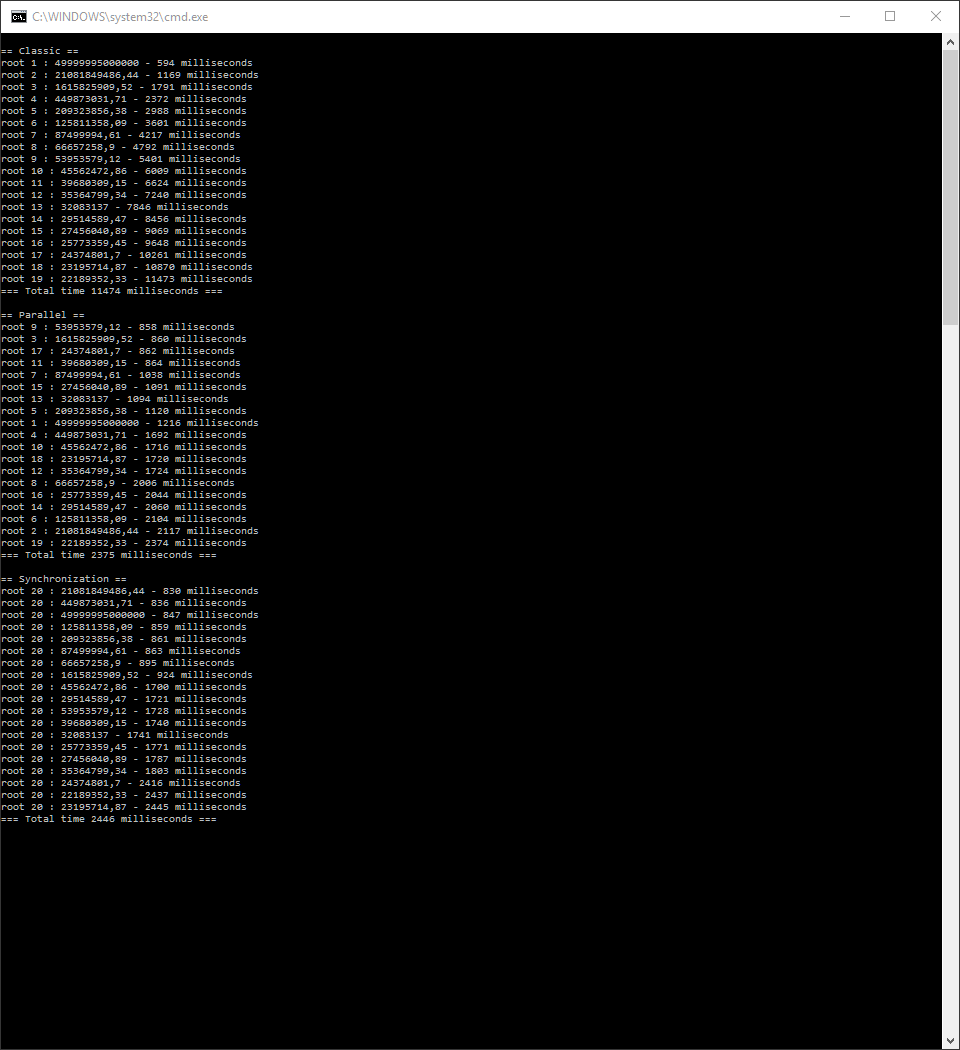 C:\WINDOWS\system32\cmd.exe
== Classic ==
root 1 : 49999995000000 - 594 milliseconds
root 2 : 21081849486,44 - 1169 milliseconds
root 3 : 1615825909,52 - 1791 milliseconds
root 4 : 449873031,71 - 2372 milliseconds
root 5 : 209323856,38 - 2988 milliseconds
root 6 : 125811358,09 - 3601 milliseconds
root 7 : 87499994,61 - 4217 milliseconds
root 8 : 66657258,9 - 4792 milliseconds
root 9 : 53953579,12 - 5401 milliseconds
root 10 : 45562472,86 - 6009 milliseconds
root 11 : 39680309,15 - 6624 milliseconds
root 12 : 35364799,34 - 7240 milliseconds
root 13 : 32083137 - 7846 milliseconds
root 14 : 29514589,47 - 8456 milliseconds
root 15 : 27456040,89 - 9069 milliseconds
root 16 : 25773359,45 - 9648 milliseconds
root 17 : 24374801,7 - 10261 milliseconds
root 18 : 23195714,87 - 10870 milliseconds
root 19 : 22189352,33 - 11473 milliseconds
=== Total time 11474 milliseconds ===
== Parallel ==
root 9 : 53953579,12 - 858 milliseconds
root 3 : 1615825909,52 - 860 milliseconds
root 17 : 24374801,7 - 862 milliseconds
root 11 : 39680309,15 - 864 milliseconds
root 7 : 87499994,61 - 1038 milliseconds
root 15 : 27456040,89 - 1091 milliseconds
root 13 : 32083137 - 1094 milliseconds
root 5 : 209323856,38 - 1120 milliseconds
root 1 : 49999995000000 - 1216 milliseconds
root 4 : 449873031,71 - 1692 milliseconds
root 10 : 45562472,86 - 1716 milliseconds
root 18 : 23195714,87 - 1720 milliseconds
root 12 : 35364799,34 - 1724 milliseconds
root 8 : 66657258,9 - 2006 milliseconds
root 16 : 25773359,45 - 2044 milliseconds
root 14 : 29514589,47 - 2060 milliseconds
root 6 : 125811358,09 - 2104 milliseconds
root 2 : 21081849486,44 - 2117 milliseconds
root 19 : 22189352,33 - 2374 milliseconds
=== Total time 2375 milliseconds ===
== Synchronization ==
root 20 : 21081849486,44 - 830 milliseconds
root 20 : 449873031,71 - 836 milliseconds
root 20 : 49999995000000 - 847 milliseconds
root 20 : 125811358,09 - 859 milliseconds
root 20 : 209323856,38 - 861 milliseconds
root 20 : 87499994,61 - 863 milliseconds
root 20 : 66657258,9 - 895 milliseconds
root 20 : 1615825909,52 - 924 milliseconds
root 20 : 45562472,86 - 1700 milliseconds
root 20 : 29514589,47 - 1721 milliseconds
root 20 : 53953579,12 - 1728 milliseconds
root 20 : 39680309,15 - 1740 milliseconds
root 20 : 32083137 - 1741 milliseconds
root 20 : 25773359,45 - 1771 milliseconds
root 20 : 27456040,89 - 1787 milliseconds
root 20 : 35364799,34 - 1803 milliseconds
root 20 : 24374801,7 - 2416 milliseconds
root 20 : 22189352,33 - 2437 milliseconds
root 20 : 23195714,87 - 2445 milliseconds
=== Total time 2446 milliseconds ===